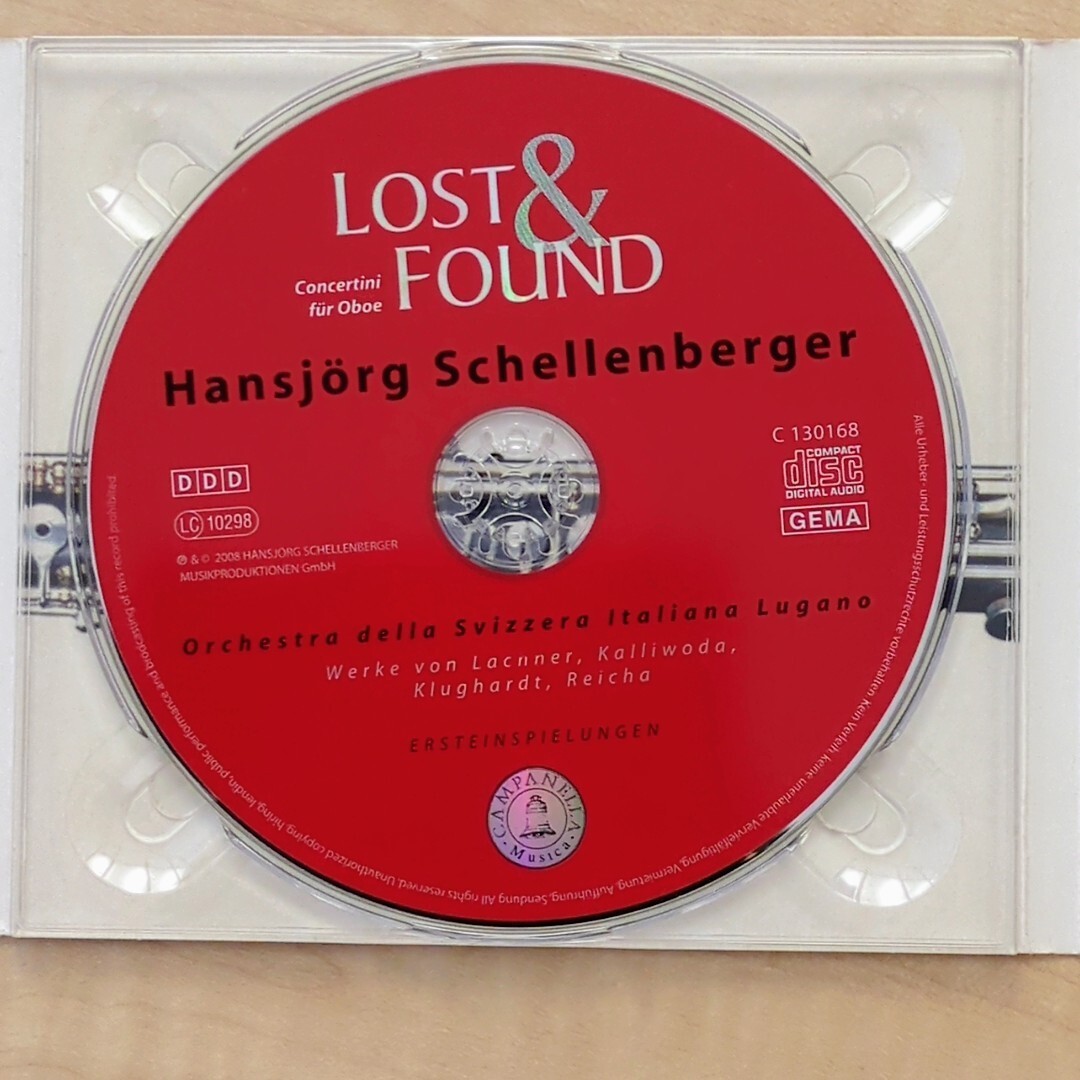 LOST &
FOUND
Concertini
für Oboe
Hansjörg Schellenberger
DDD
LC 10298
℗ & © 2008 HANSJÖRG SCHELLENBERGER
MUSIKPRODUKTIONEN GmbH
C 130168
COMPACT
disc
DIGITAL AUDIO
GEMA
Orchestra della Svizzera Italiana Lugano
Werke von Lachner, Kalliwoda,
Klughardt, Reicha
ERSTEINSPIELUNGEN
CAMPANELLA
Musica
Alle Urheber- und Leistungsschutzrechte vorbehalten. Kein Verleih, keine unerlaubte Vervielfältigung, Vermietung, Aufführung, Sendung. All rights reserved. Unauthorized copying, hiring, lendin, public performance and brodcasting of this record prohibited.